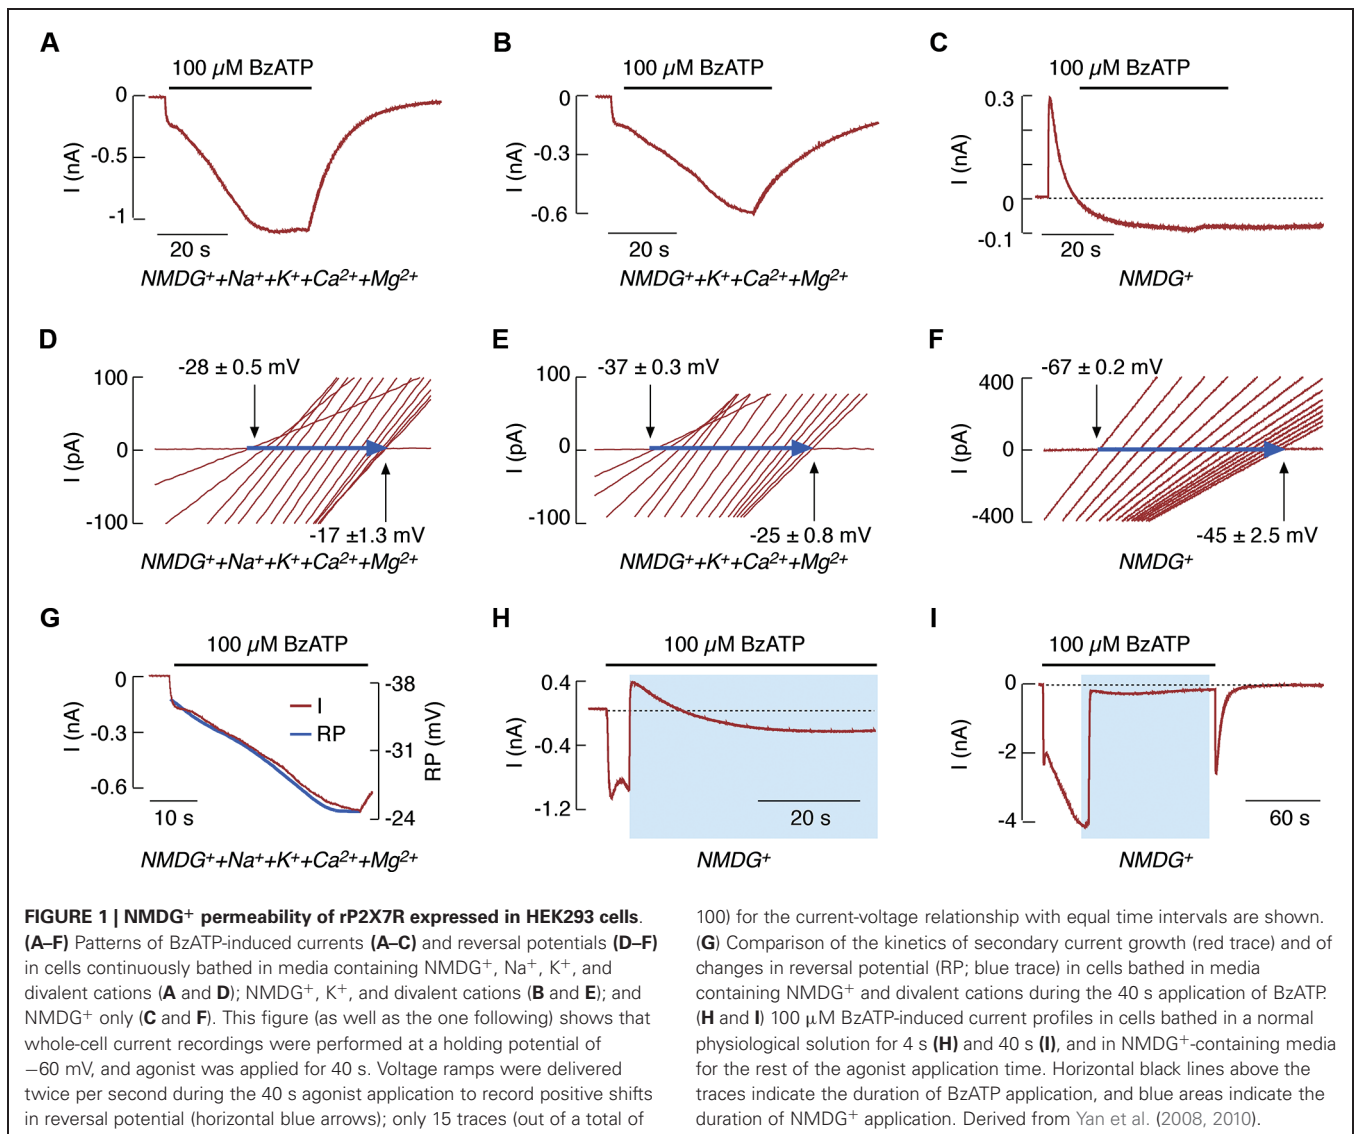 A
B
C
100 µM BzATP
100 µM BzATP
100 µM BzATP
0
-0.5
-1
I (nA)
20 s
NMDG⁺+Na⁺+K⁺+Ca²⁺+Mg²⁺
0
-0.3
-0.6
I (nA)
20 s
NMDG⁺+K⁺+Ca²⁺+Mg²⁺
0.3
0
-0.1
I (nA)
20 s
NMDG⁺
D
E
F
-28 ± 0.5 mV
100
0
-100
I (pA)
-17 ±1.3 mV
NMDG⁺+Na⁺+K⁺+Ca²⁺+Mg²⁺
-37 ± 0.3 mV
100
0
-100
I (pA)
-25 ± 0.8 mV
NMDG⁺+K⁺+Ca²⁺+Mg²⁺
-67 ± 0.2 mV
400
0
-400
I (pA)
-45 ± 2.5 mV
NMDG⁺
G
H
I
100 µM BzATP
0
-0.3
-0.6
I (nA)
I
RP
-38
-31
-24
RP (mV)
10 s
NMDG⁺+Na⁺+K⁺+Ca²⁺+Mg²⁺
100 µM BzATP
0.4
-0.4
-1.2
I (nA)
20 s
NMDG⁺
100 µM BzATP
0
-2
-4
I (nA)
60 s
NMDG⁺
FIGURE 1 | NMDG⁺ permeability of rP2X7R expressed in HEK293 cells.
(A–F) Patterns of BzATP-induced currents (A–C) and reversal potentials (D–F)
in cells continuously bathed in media containing NMDG⁺, Na⁺, K⁺, and
divalent cations (A and D); NMDG⁺, K⁺, and divalent cations (B and E); and
NMDG⁺ only (C and F). This figure (as well as the one following) shows that
whole-cell current recordings were performed at a holding potential of
−60 mV, and agonist was applied for 40 s. Voltage ramps were delivered
twice per second during the 40 s agonist application to record positive shifts
in reversal potential (horizontal blue arrows); only 15 traces (out of a total of
100) for the current-voltage relationship with equal time intervals are shown.
(G) Comparison of the kinetics of secondary current growth (red trace) and of
changes in reversal potential (RP; blue trace) in cells bathed in media
containing NMDG⁺ and divalent cations during the 40 s application of BzATP.
(H and I) 100 µM BzATP-induced current profiles in cells bathed in a normal
physiological solution for 4 s (H) and 40 s (I), and in NMDG⁺-containing media
for the rest of the agonist application time. Horizontal black lines above the
traces indicate the duration of BzATP application, and blue areas indicate the
duration of NMDG⁺ application. Derived from Yan et al. (2008, 2010).